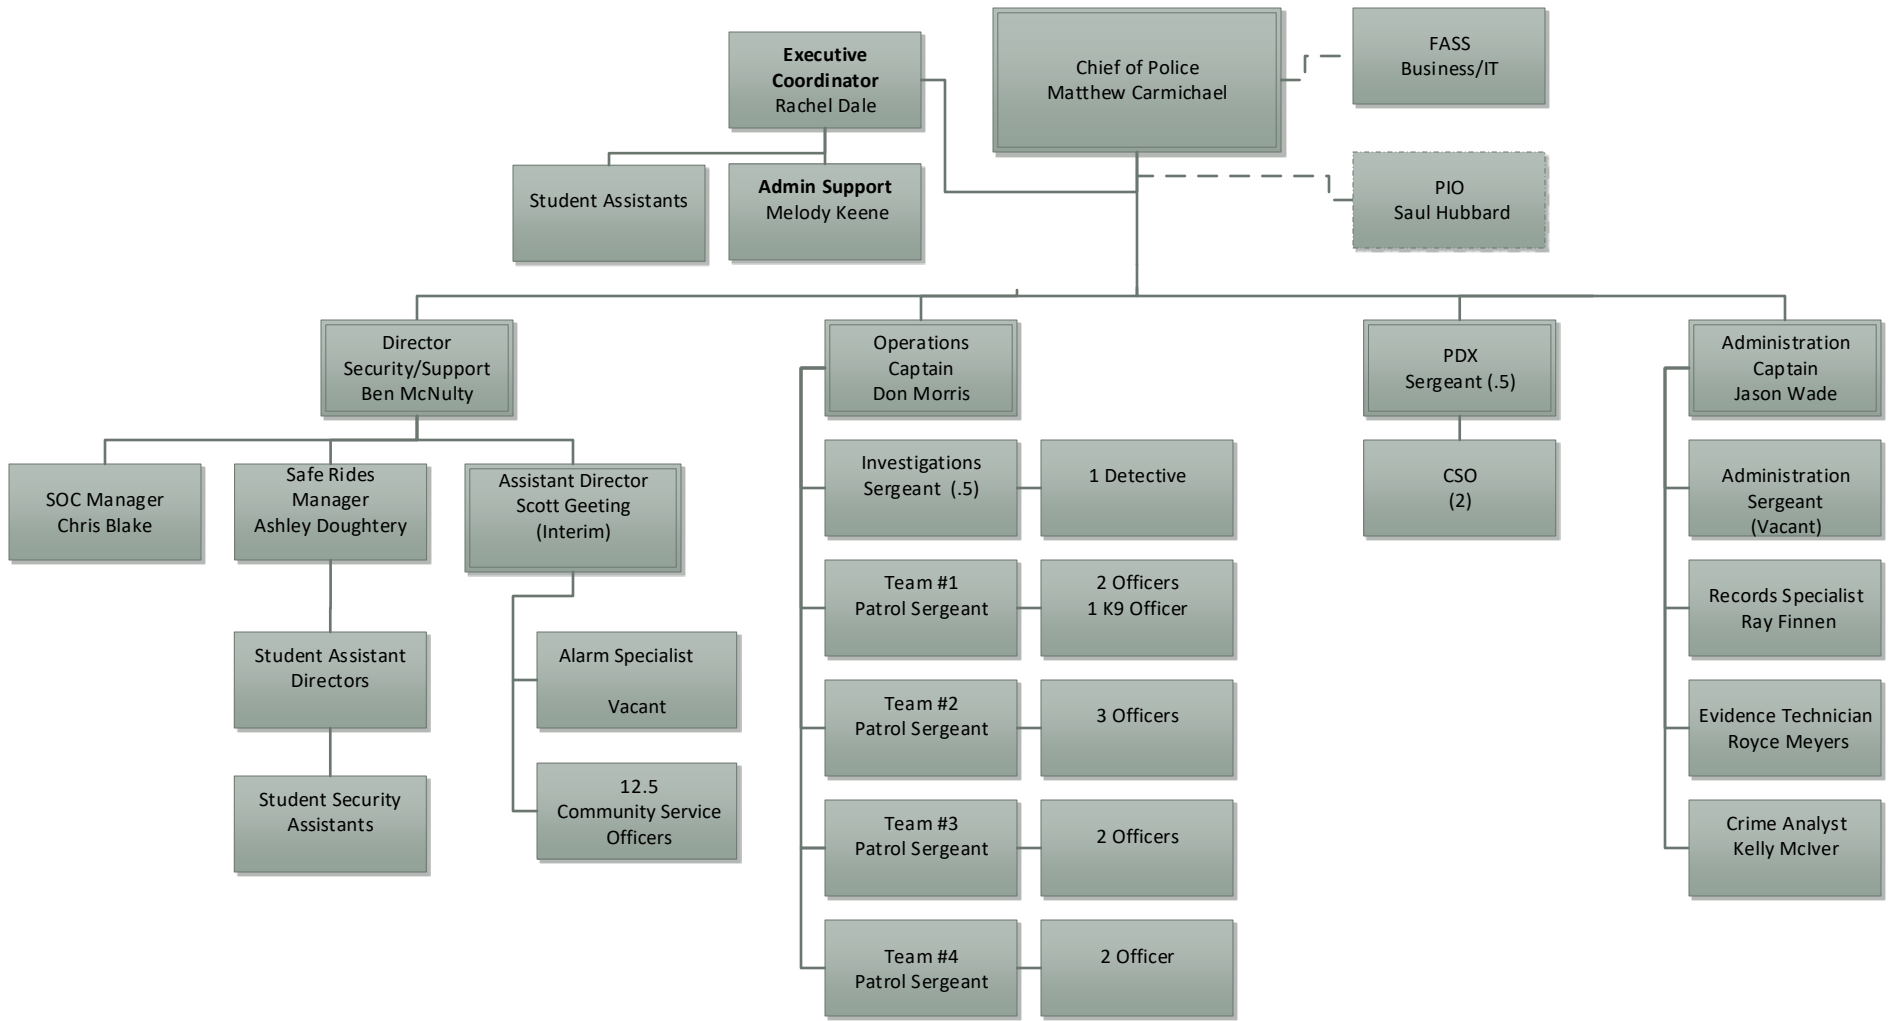 Executive
Coordinator
Rachel Dale
Chief of Police
Matthew Carmichael
FASS
Business/IT
Student Assistants
Admin Support
Melody Keene
PIO
Saul Hubbard
Director
Security/Support
Ben McNulty
Operations
Captain
Don Morris
PDX
Sergeant (.5)
Administration
Captain
Jason Wade
SOC Manager
Chris Blake
Safe Rides
Manager
Ashley Doughtery
Assistant Director
Scott Geeting
(Interim)
Investigations
Sergeant (.5)
1 Detective
CSO
(2)
Administration
Sergeant
(Vacant)
Team #1
Patrol Sergeant
2 Officers
1 K9 Officer
Records Specialist
Ray Finnen
Student Assistant
Directors
Alarm Specialist
Vacant
Team #2
Patrol Sergeant
3 Officers
Evidence Technician
Royce Meyers
Student Security
Assistants
12.5
Community Service
Officers
Team #3
Patrol Sergeant
2 Officers
Crime Analyst
Kelly McIver
Team #4
Patrol Sergeant
2 Officer